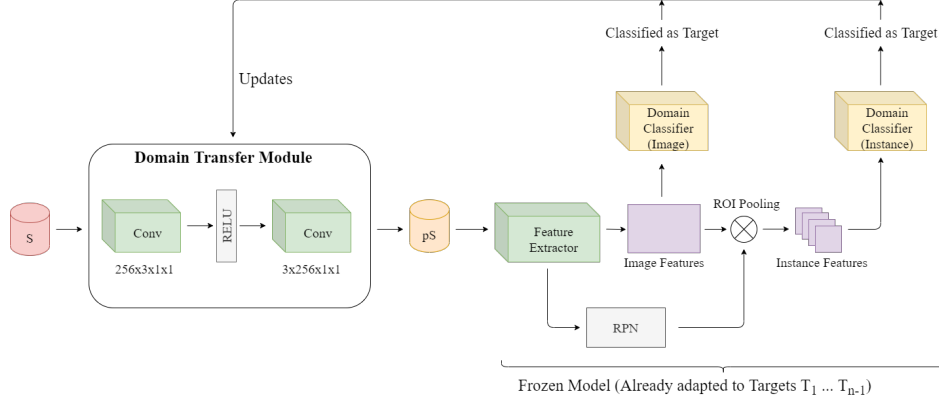 Classified as Target
Classified as Target
Updates
Domain
Classifier
(Image)
Domain
Classifier
(Instance)
Domain Transfer Module
S
Conv
256x3x1x1
RELU
Conv
3x256x1x1
pS
Feature
Extractor
Image Features
ROI Pooling
Instance Features
RPN
Frozen Model (Already adapted to Targets T1 ... Tn-1)